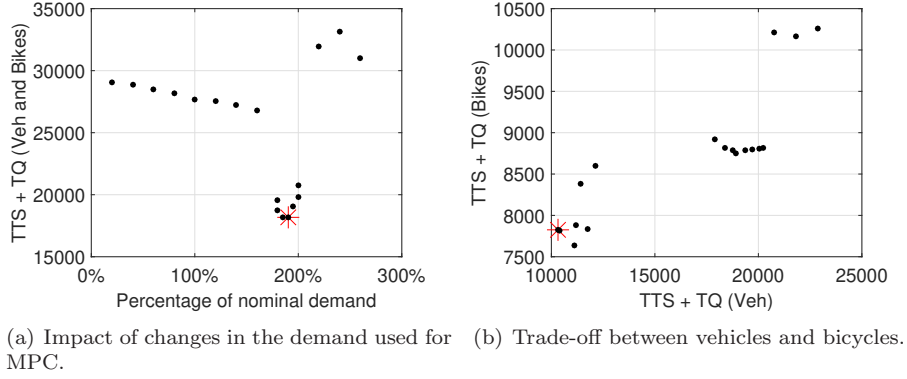 35000
30000
25000
20000
15000
0%
100%
200%
300%
Percentage of nominal demand
TTS + TQ (Veh and Bikes)
10500
10000
9500
9000
8500
8000
7500
10000
15000
20000
25000
TTS + TQ (Veh)
TTS + TQ (Bikes)
(a) Impact of changes in the demand used for
MPC.
(b) Trade-off between vehicles and bicycles.